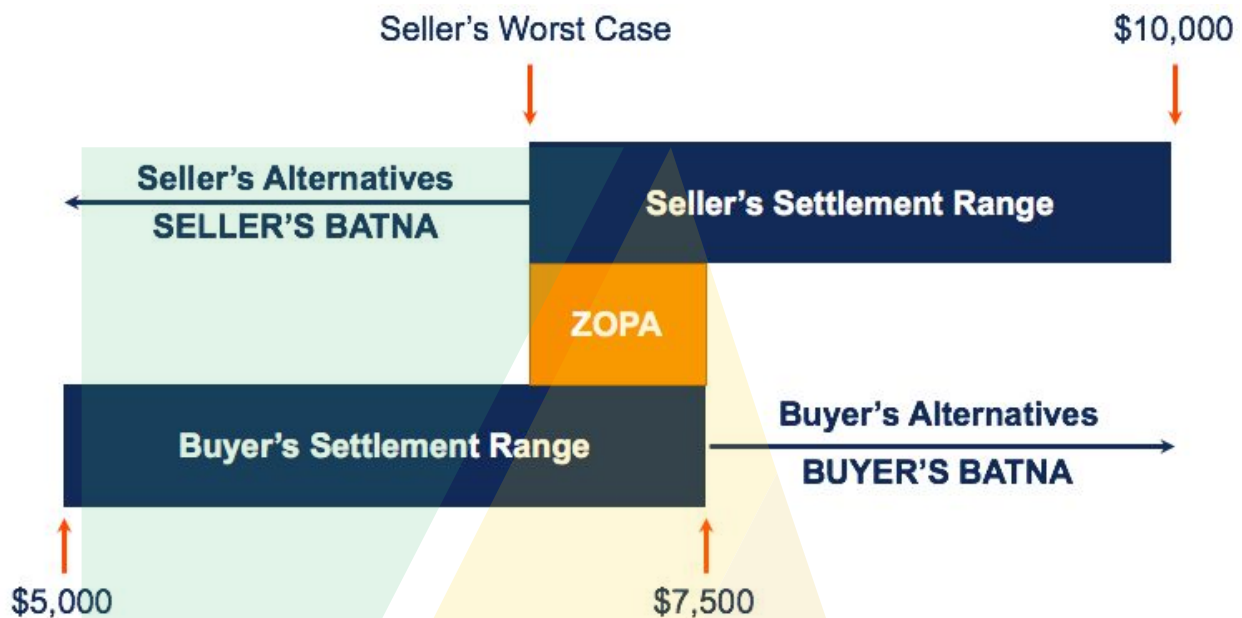 Seller’s Worst Case
$10,000
Seller’s Alternatives
SELLER’S BATNA
Seller’s Settlement Range
ZOPA
Buyer’s Settlement Range
Buyer’s Alternatives
BUYER’S BATNA
$5,000
$7,500